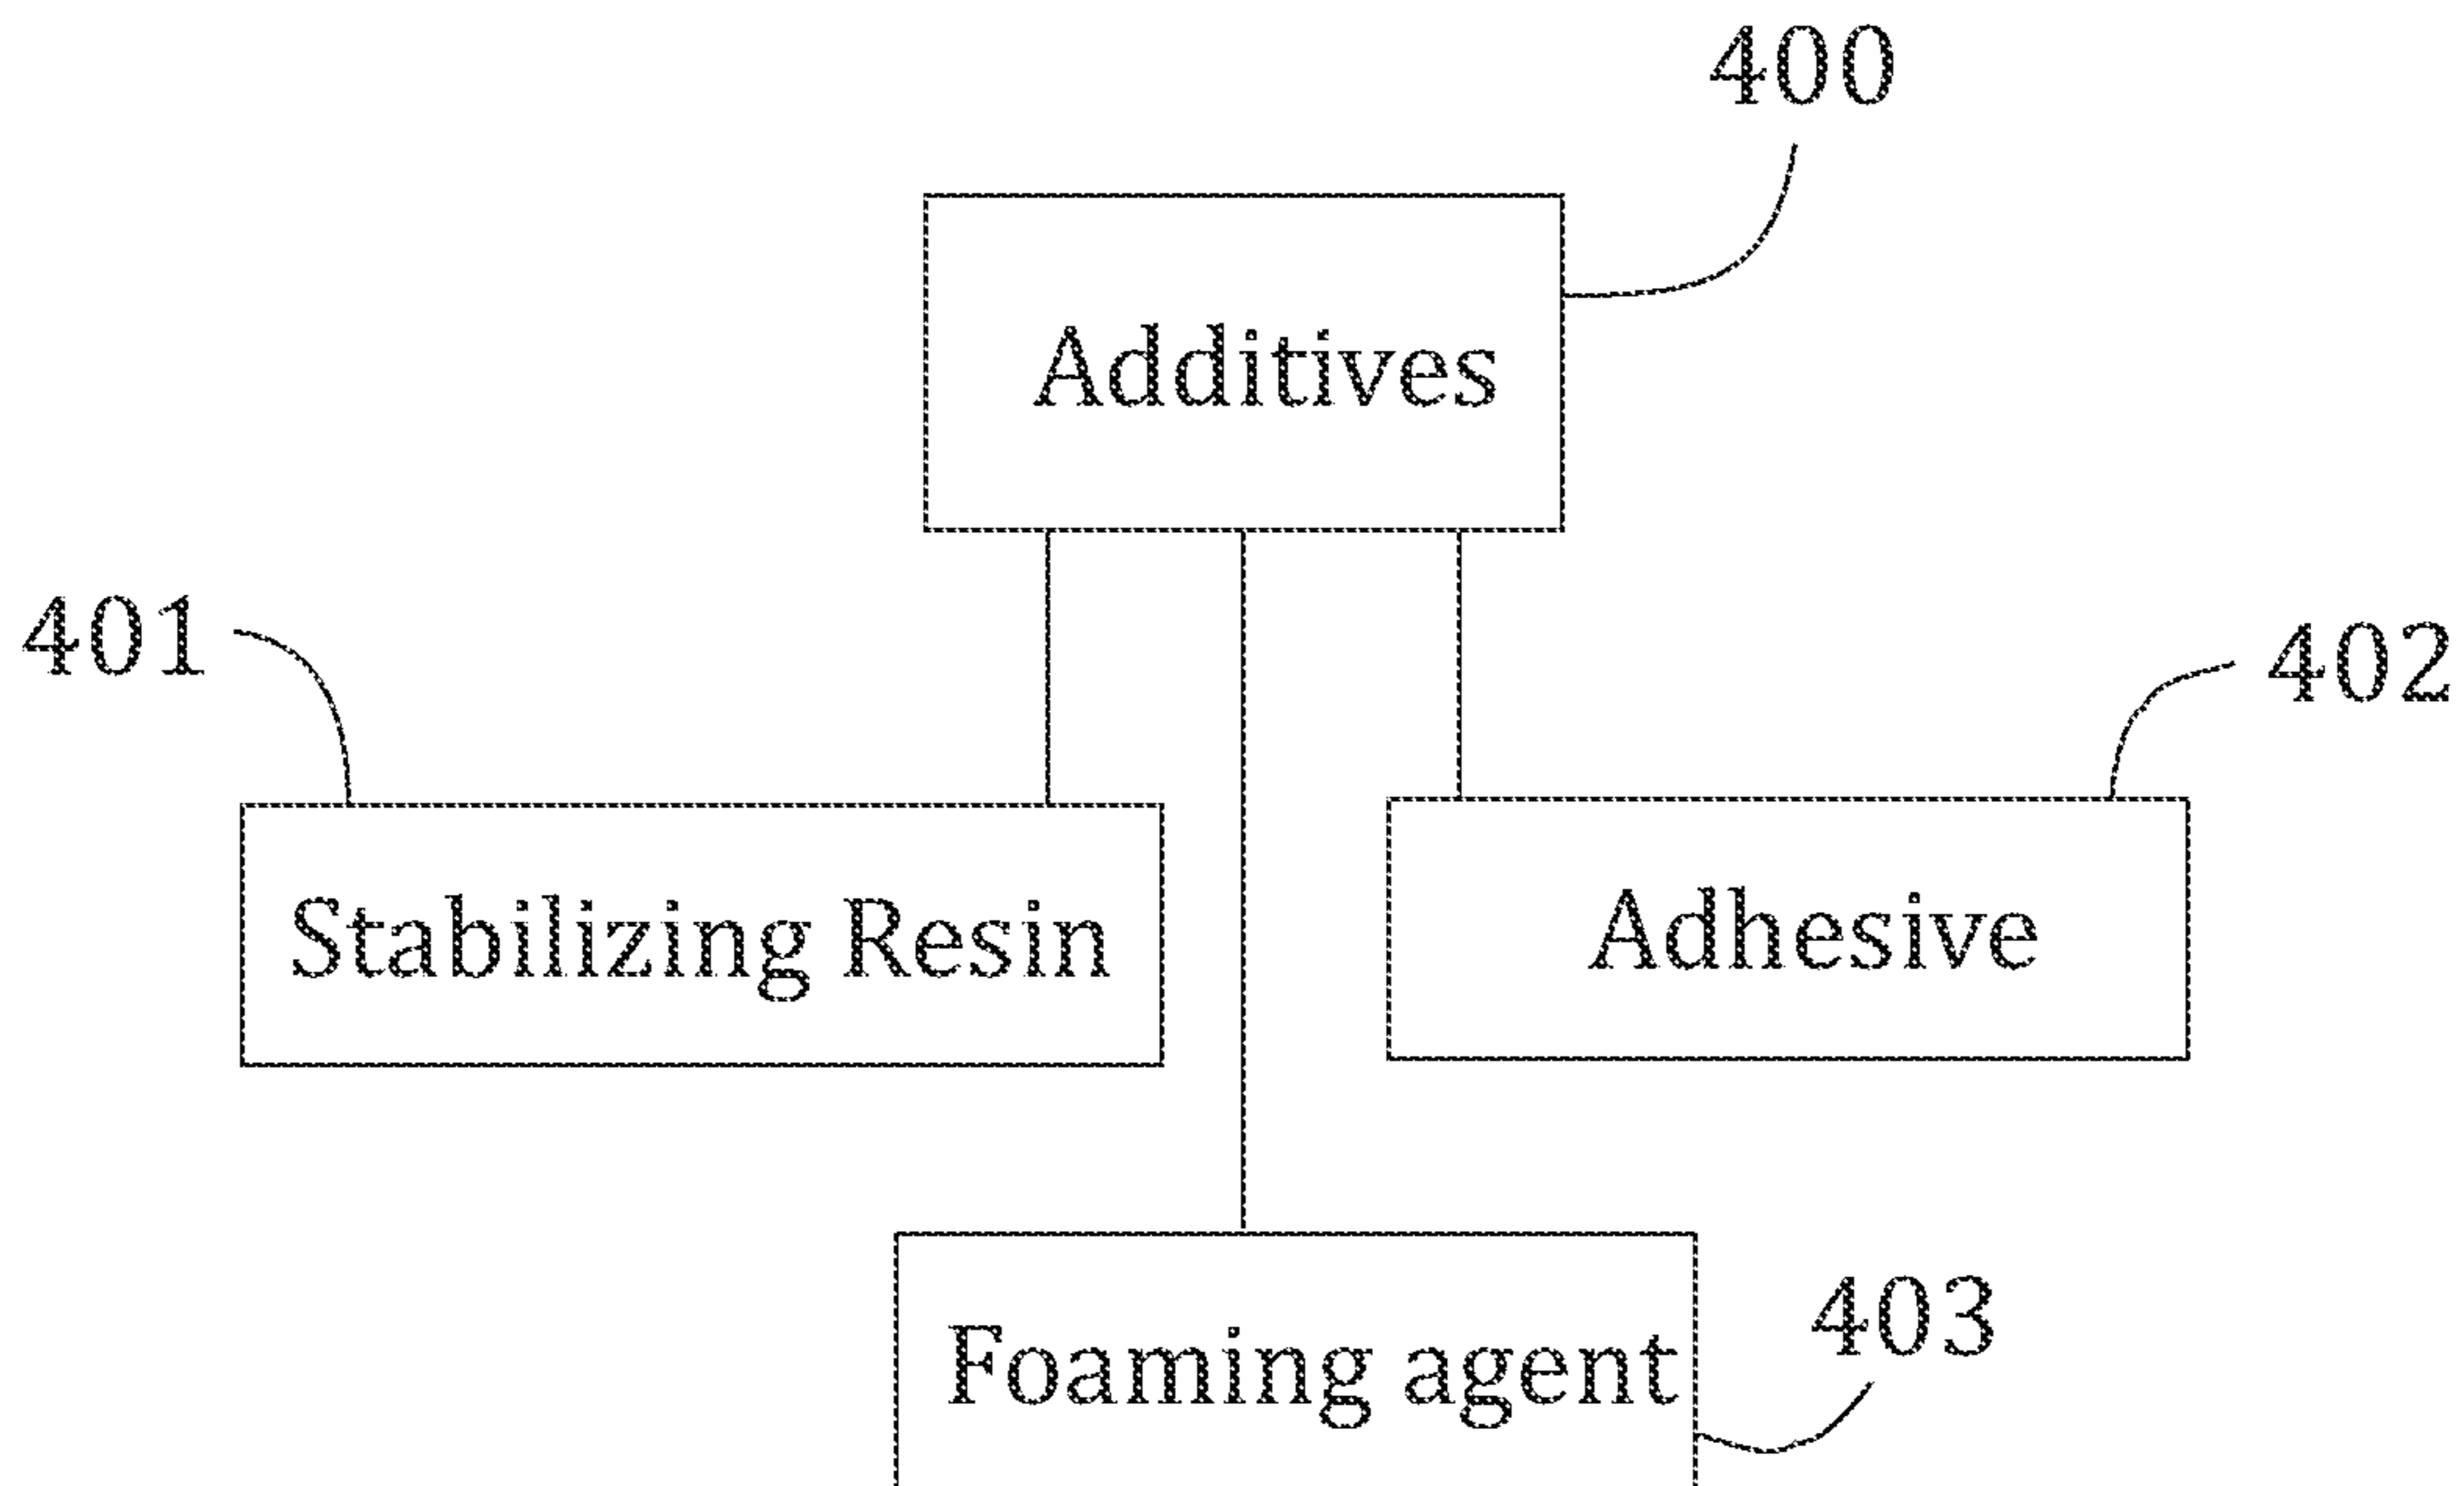 400
Additives
401
402
Stabilizing Resin
Adhesive
Foaming agent
403